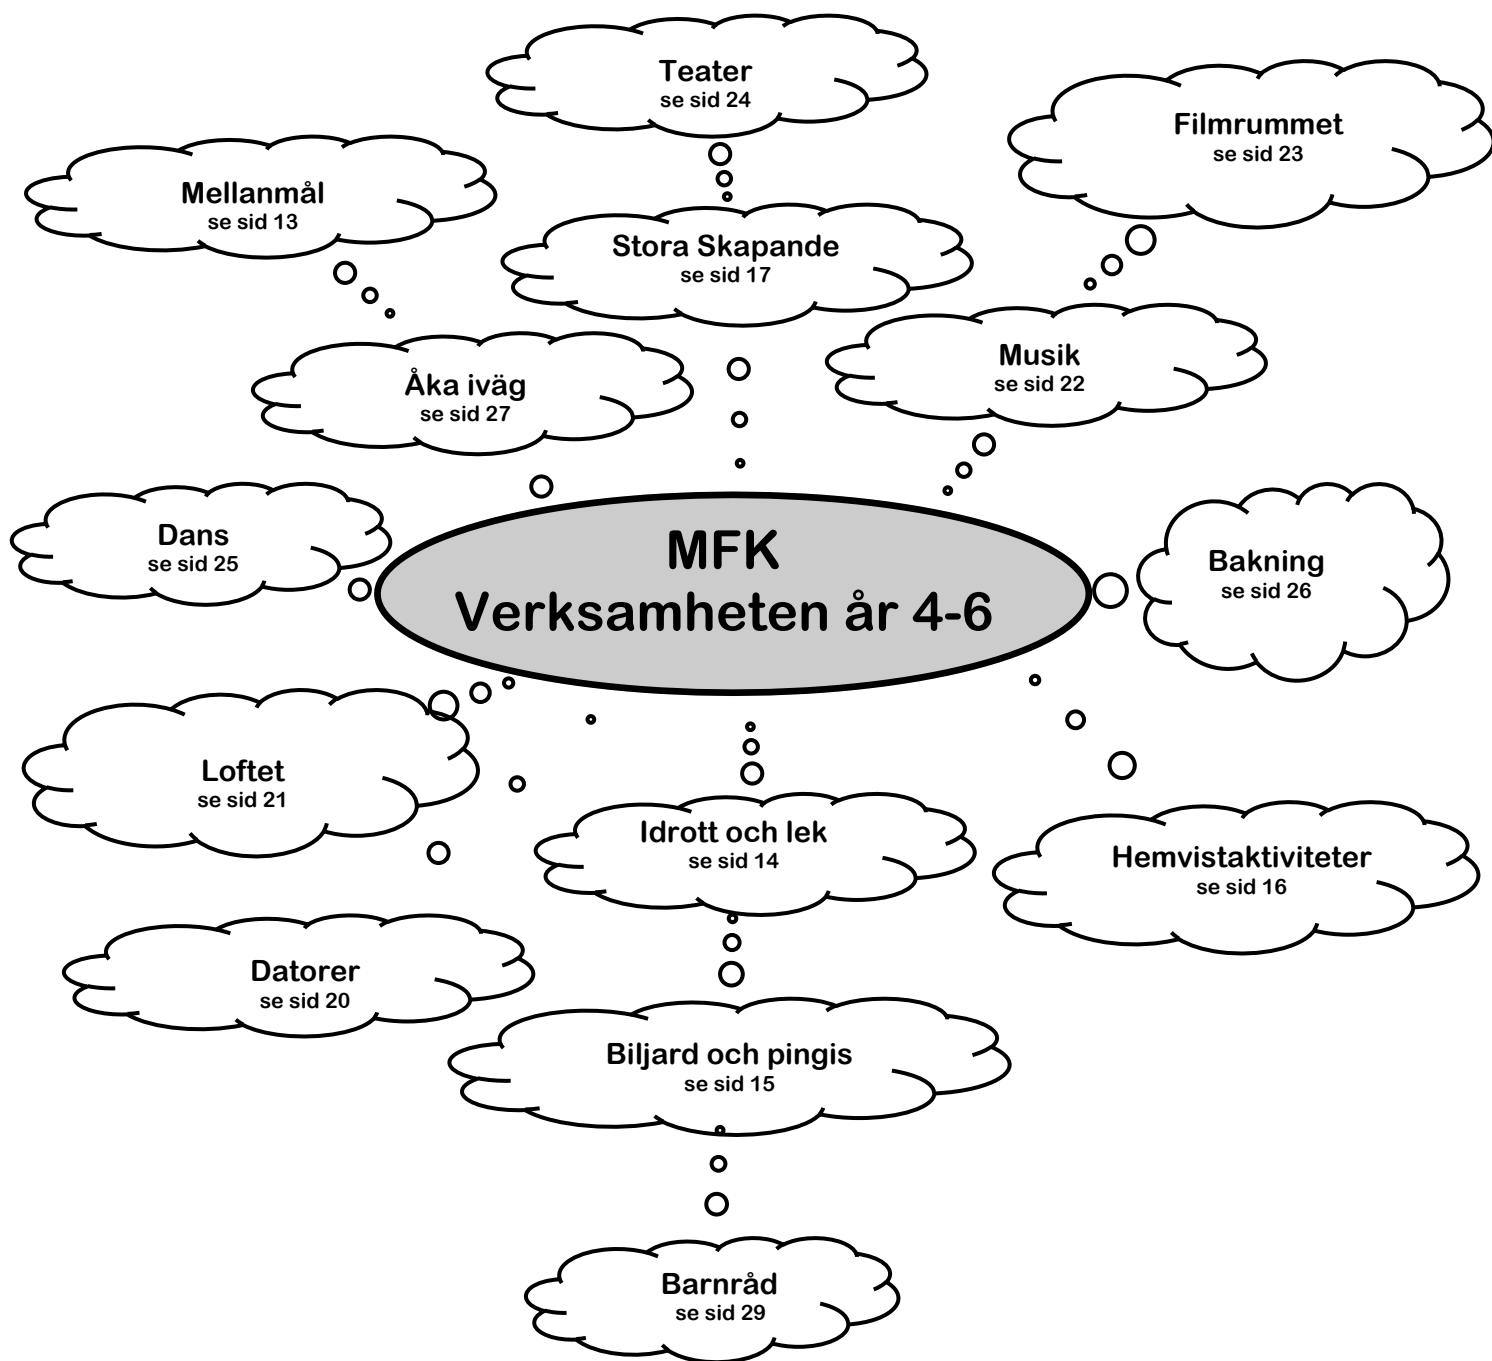 Teater
se sid 24
Filmrummet
se sid 23
Mellanmål
se sid 13
Stora Skapande
se sid 17
Musik
se sid 22
Åka iväg
se sid 27
Dans
se sid 25
MFK
Verksamheten år 4-6
Bakning
se sid 26
Loftet
se sid 21
Idrott och lek
se sid 14
Hemvistaktiviteter
se sid 16
Datorer
se sid 20
Biljard och pingis
se sid 15
Barnråd
se sid 29